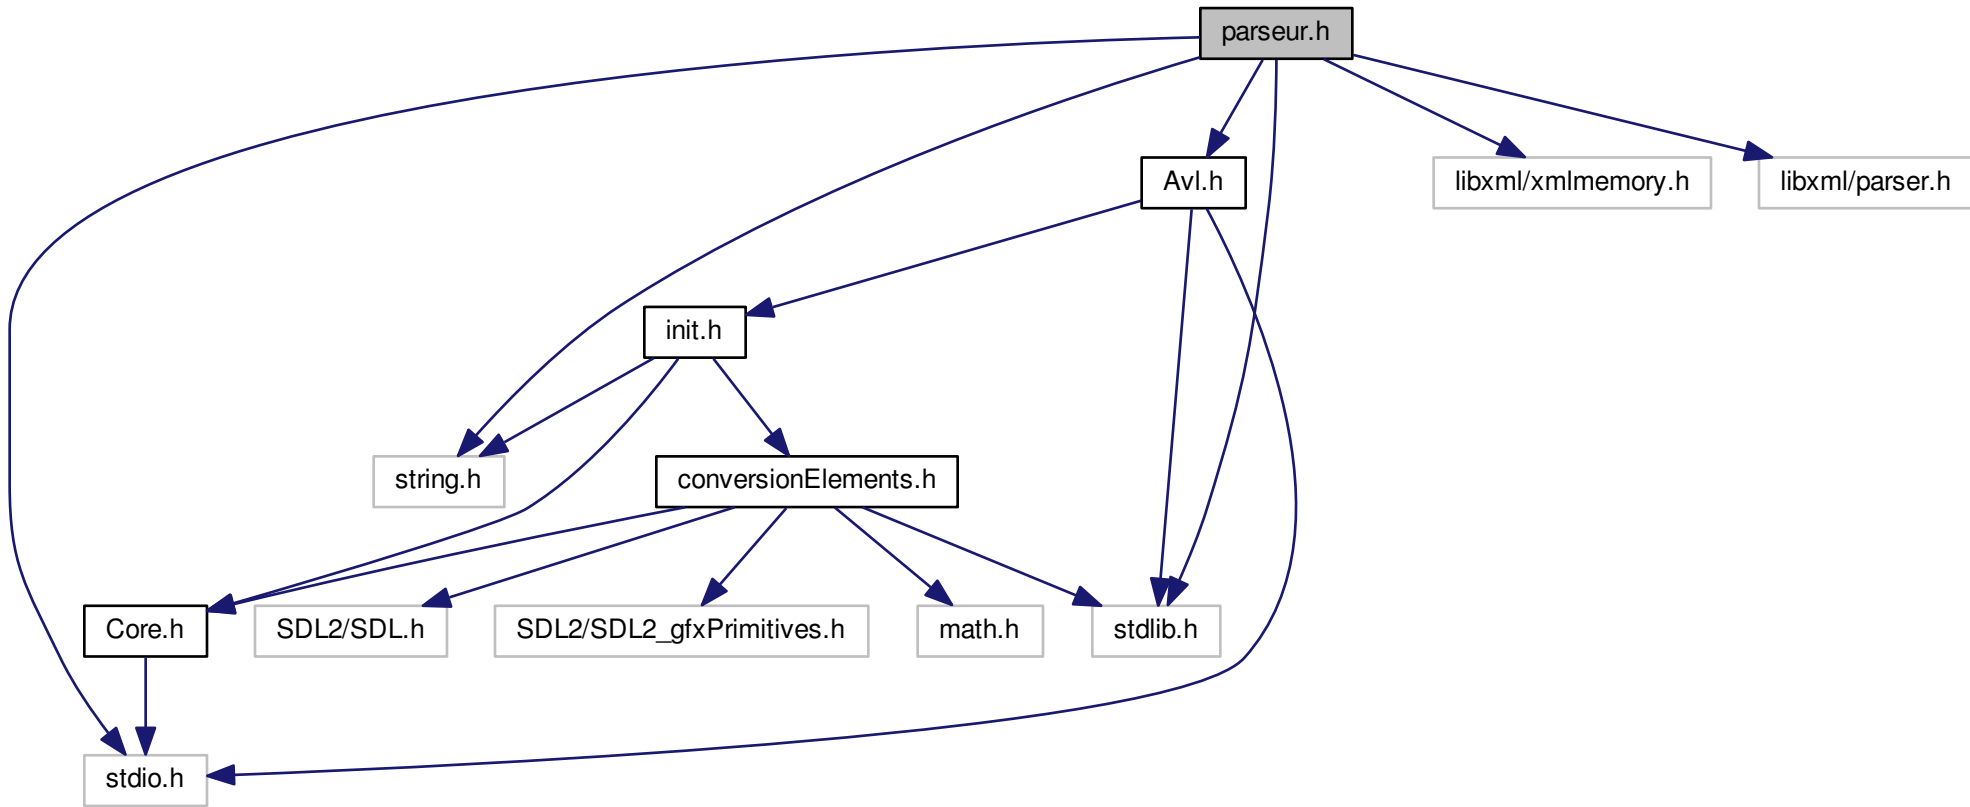 parseur.h
Avl.h
libxml/xmlmemory.h
libxml/parser.h
init.h
string.h
conversionElements.h
Core.h
SDL2/SDL.h
SDL2/SDL2_gfxPrimitives.h
math.h
stdlib.h
stdio.h